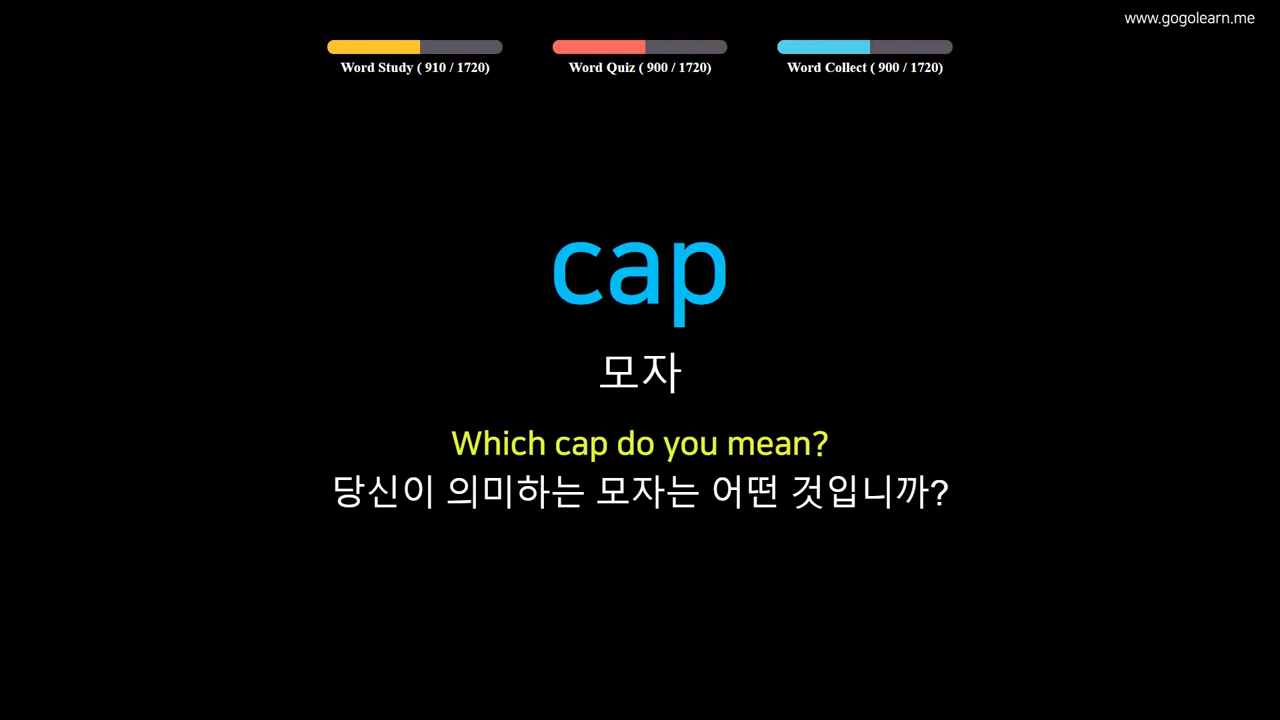 www.gogolearn.me
Word Study ( 910 / 1720)
Word Quiz ( 900 / 1720)
Word Collect ( 900 / 1720)
cap
모자
Which cap do you mean?
당신이 의미하는 모자는 어떤 것입니까?